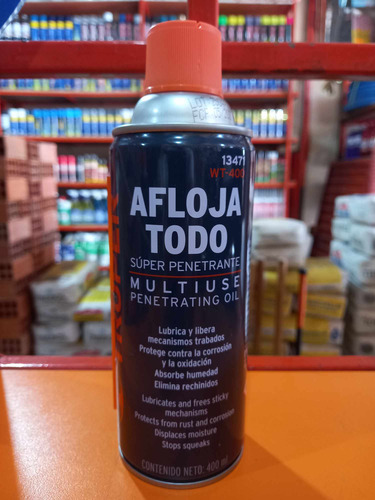 13471
WT-400
TRUPER
AFLOJA
TODO
SÚPER PENETRANTE
MULTIUSE
PENETRATING OIL
Lubrica y libera
mecanismos trabados
Protege contra la corrosión
y la oxidación
Absorbe humedad
Elimina rechinidos
Lubricates and frees sticky
mechanisms
Protects from rust and corrosion
Displaces moisture
Stops squeaks
CONTENIDO NETO: 400 ml